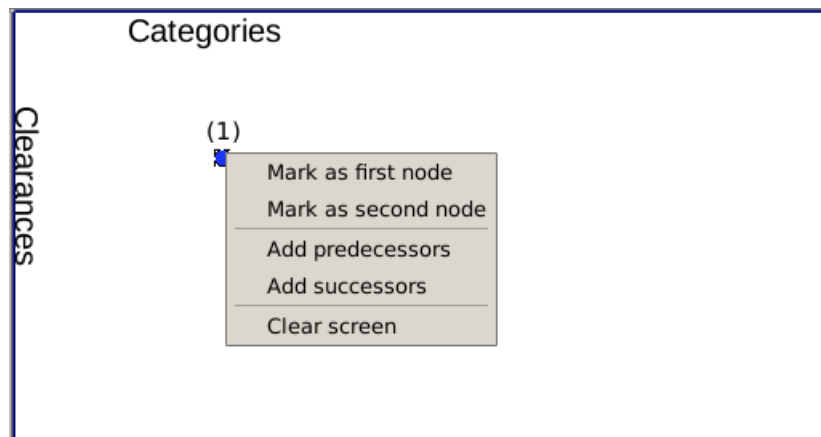 Categories
Clearances
(1)
Mark as first node
Mark as second node
Add predecessors
Add successors
Clear screen